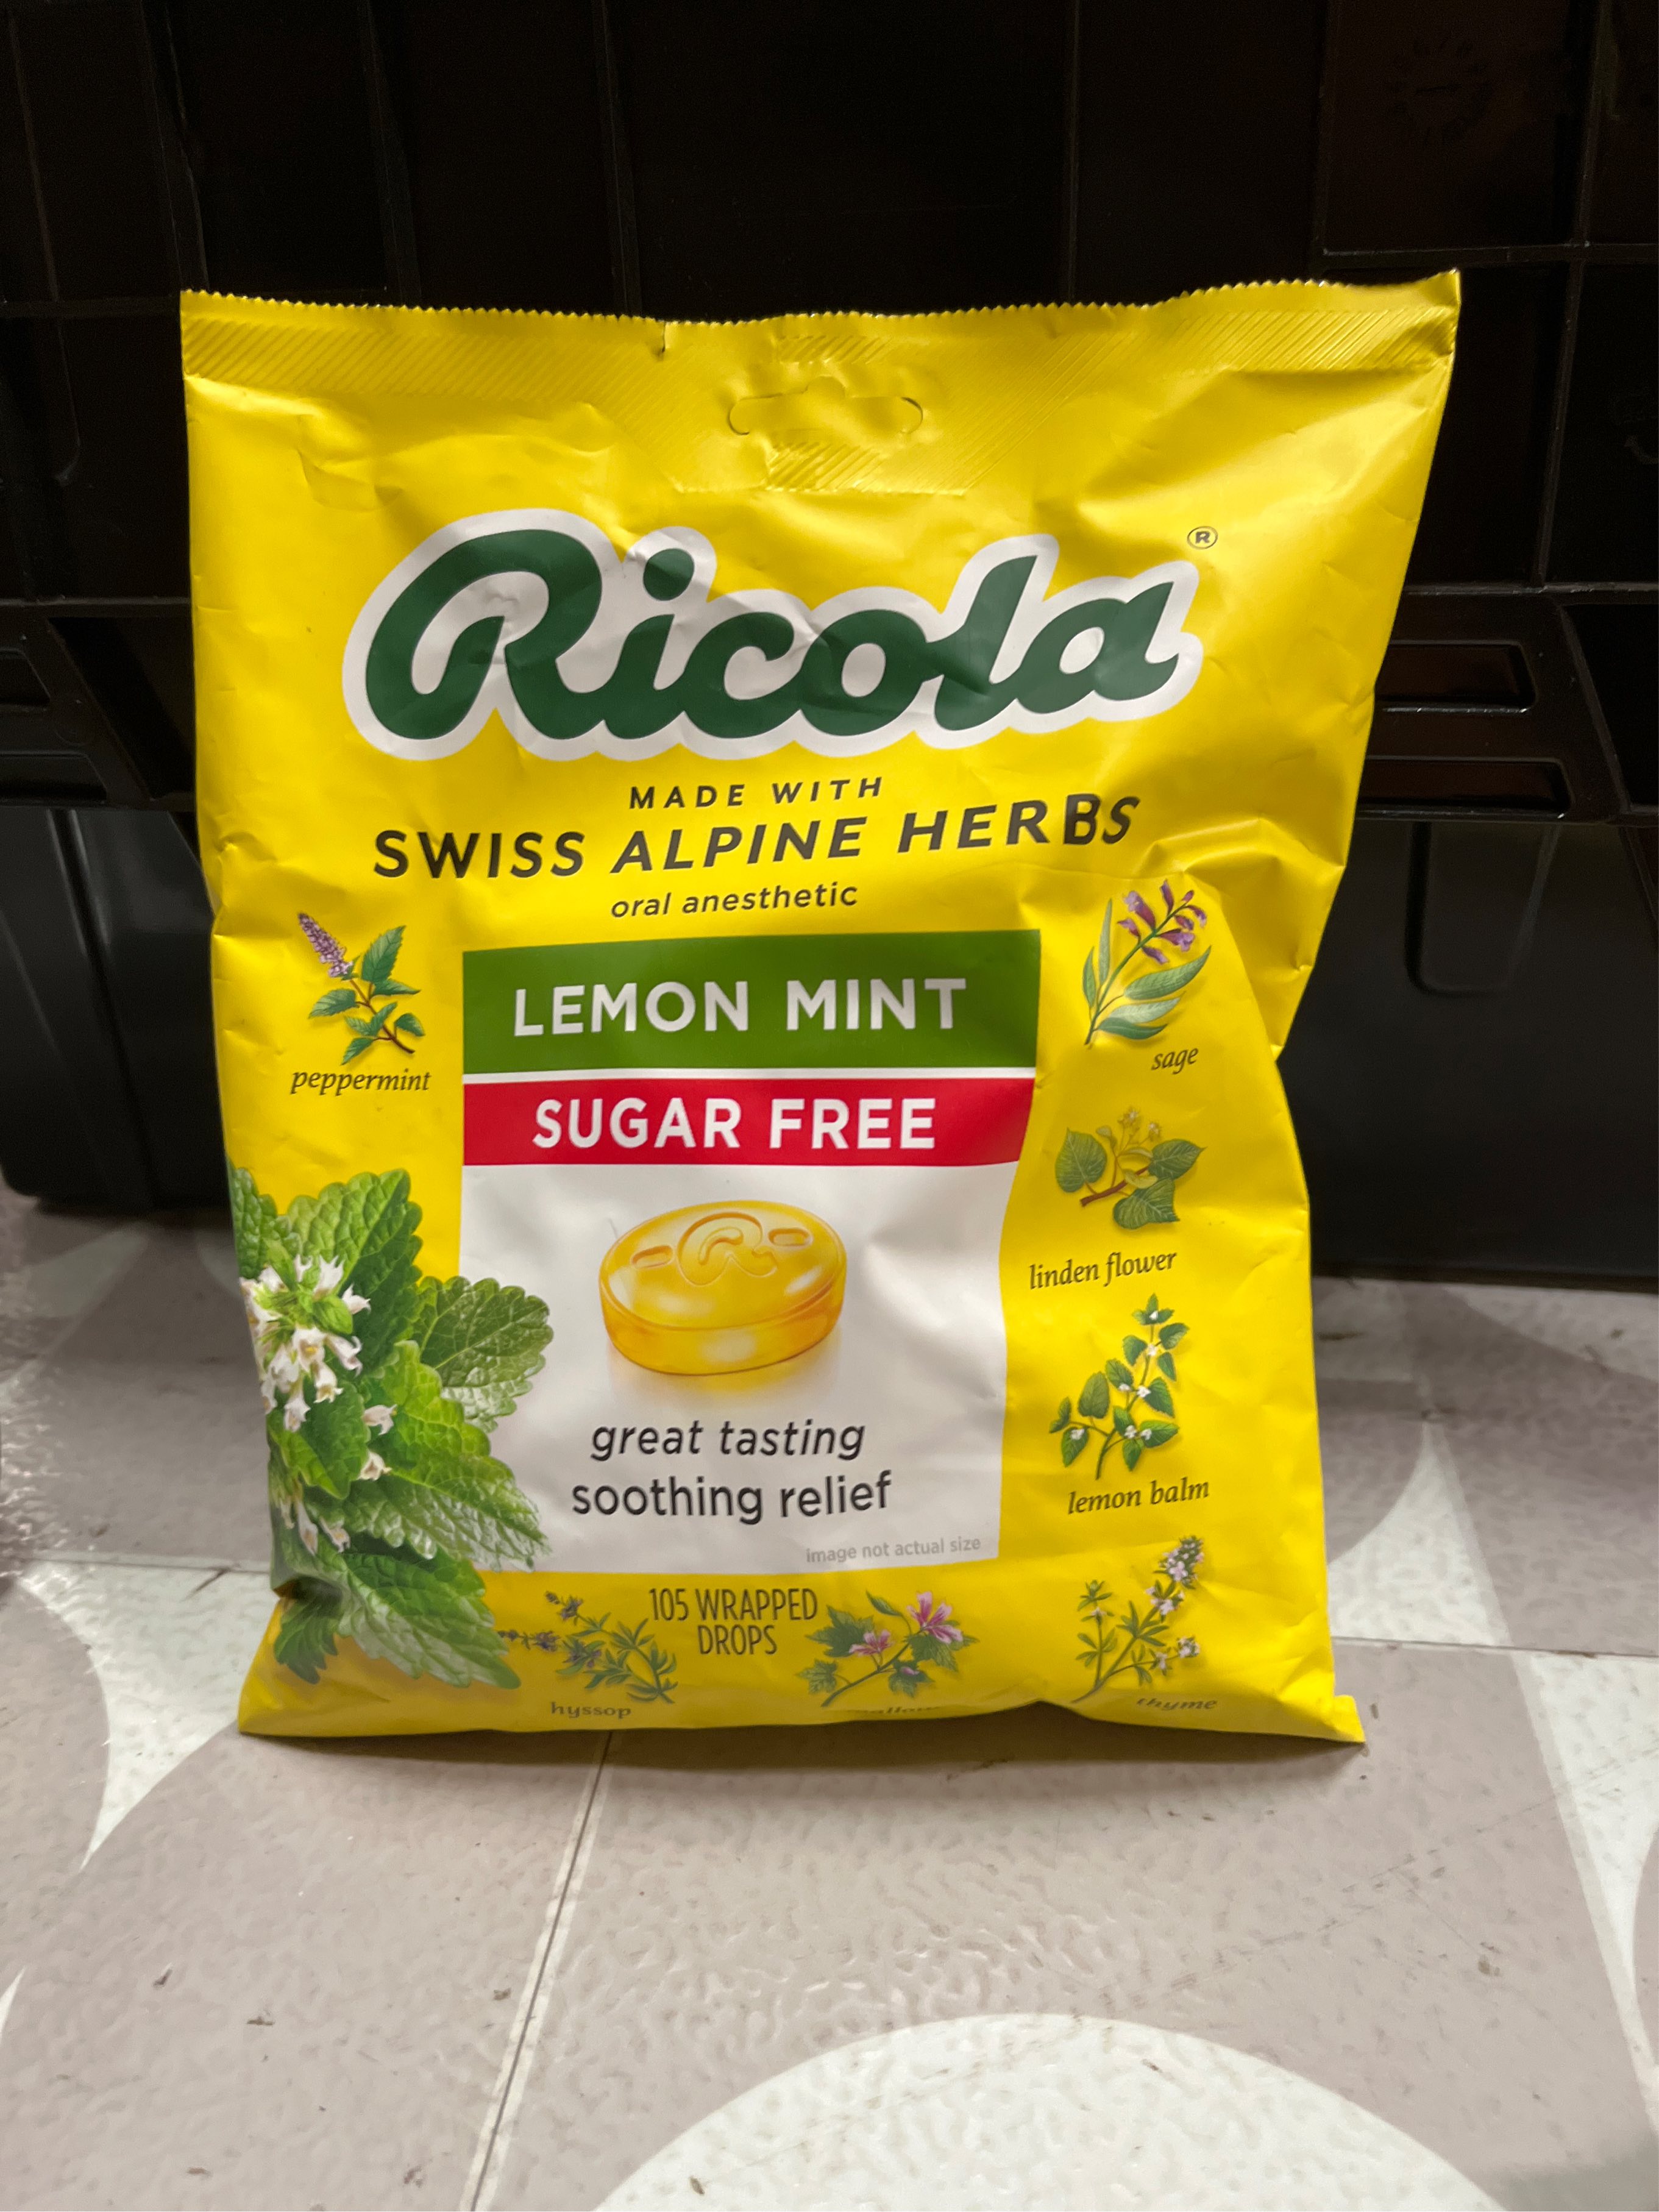 Ricola®
MADE WITH
SWISS ALPINE HERBS
oral anesthetic
LEMON MINT
SUGAR FREE
peppermint
sage
linden flower
great tasting
soothing relief
lemon balm
image not actual size
105 WRAPPED
DROPS
hyssop
thyme